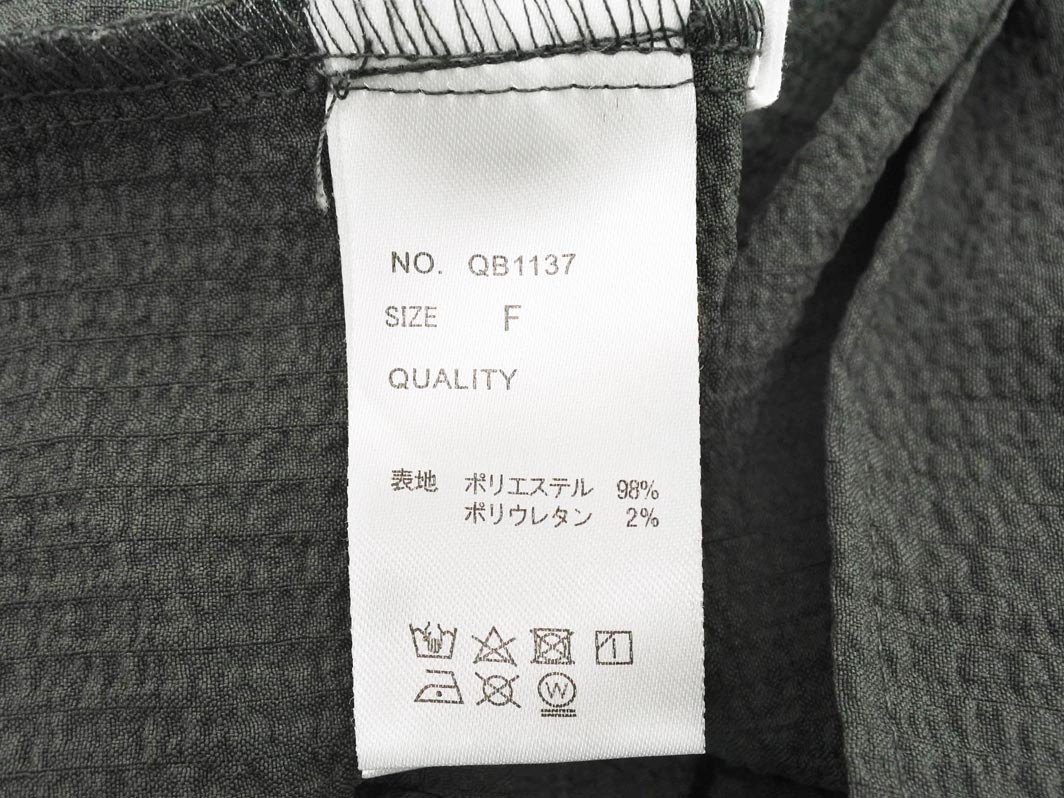 NO. QB1137
SIZE F
QUALITY
表地 ポリエステル 98%
ポリウレタン 2%
W